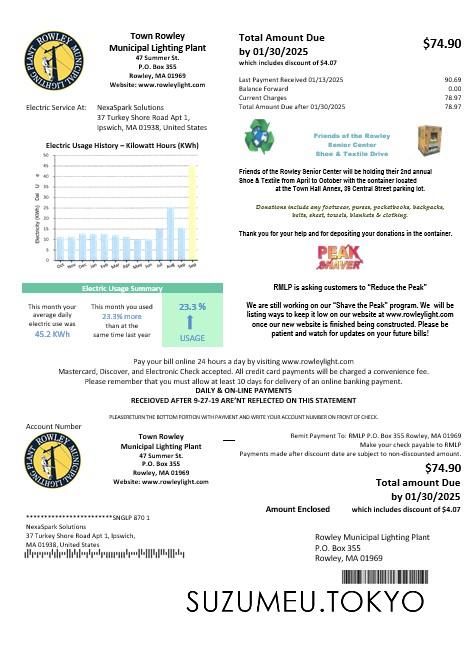 ROWLEY MUNICIPAL LIGHTING PLANT
Town Rowley
Municipal Lighting Plant
47 Summer St.
P.O. Box 355
Rowley, MA 01969
Website: www.rowleylight.com
Total Amount Due
by 01/30/2025
which includes discount of $4.07
$74.90
Last Payment Received 01/13/2025 90.69
Balance Forward 0.00
Current Charges 78.97
Total Amount Due after 01/30/2025 78.97
Electric Service At: NexaSpark Solutions
37 Turkey Shore Road Apt 1,
Ipswich, MA 01938, United States
Electric Usage History – Kilowatt Hours (KWH)
50
45
40
35
30
25
20
15
10
5
0
Oct Nov Dec Jan Feb Mar Apr May Jun Jul Aug Sep Sep
Friends of the Rowley
Senior Center
Shoe & Textile Drive
Friends of the Rowley Senior Center will be holding their 2nd annual
Shoe & Textile from April to October with the container located
at the Town Hall Annes, 39 Central Street parking lot.
Donations include any footwear, purses, pocketbooks, backpacks,
belts, sheet, towels, blankets & clothing.
Thank you for your help and for depositing your donations in the container.
PEAK
SHAVER
RMLP is asking customers to "Reduce the Peak"
We are still working on our "Shave the Peak" program. We will be
listing ways to keep it low on our website at www.rowleylight.com
once our new website is finished being constructed. Please be
patient and watch for updates on your future bills!
Electric Usage Summary
This month your
average daily
electric use was
45.2 KWh
This month you used
23.3% more
than at the
same time last year
23.3 %
USAGE
Pay your bill online 24 hours a day by visiting www.rowleylight.com
Mastercard, Discover, and Electronic Check accepted. All credit card payments will be charged a convenience fee.
Please remember that you must allow at least 10 days for delivery of an online banking payment.
DAILY & ON-LINE PAYMENTS
RECEIOVED AFTER 9-27-19 ARE'NT REFLECTED ON THIS STATEMENT
PLEASERETURN THE BOTTOM PORTION WITH PAYMENT AND WRITE YOUR ACCOUNT NUMBER ON FRONT OF CHECK.
Account Number
ROWLEY MUNICIPAL LIGHTING PLANT
Town Rowley
Municipal Lighting Plant
47 Summer St.
P.O. Box 355
Rowley, MA 01969
Website: www.rowleylight.com
Remit Payment To: RMLP P.O. Box 355 Rowley, MA 01969
Make your check payable to RMLP
Payments made after discount date are subject to non-discounted amount.
$74.90
Total amount Due
by 01/30/2025
Amount Enclosed which includes discount of $4.07
************************SNGLP 870 1
NexaSpark Solutions
37 Turkey Shore Road Apt 1, Ipswich,
MA 01938, United States
Rowley Municipal Lighting Plant
P.O. Box 355
Rowley, MA 01969
SUZUMEU.TOKYO